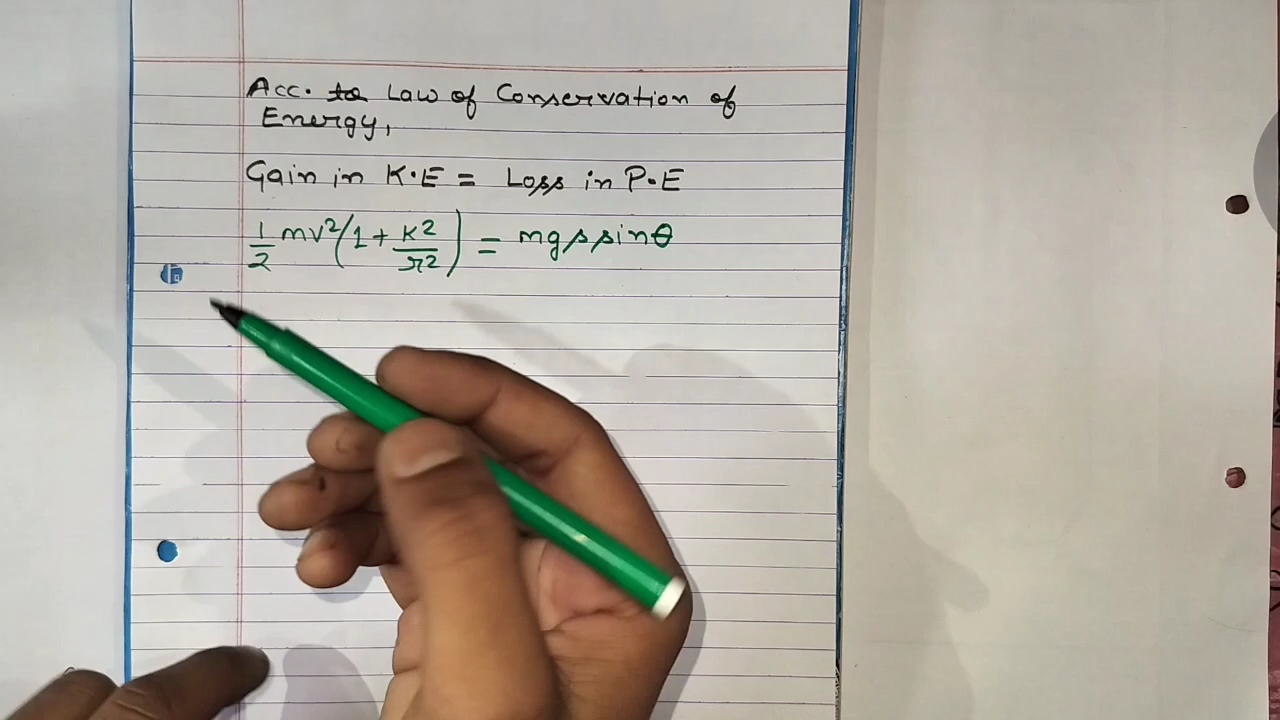 Acc. to Law of Conservation of
Energy,
Gain in K.E = Loss in P.E
1/2 mv²(1 + K²/r²) = mgs sinθ